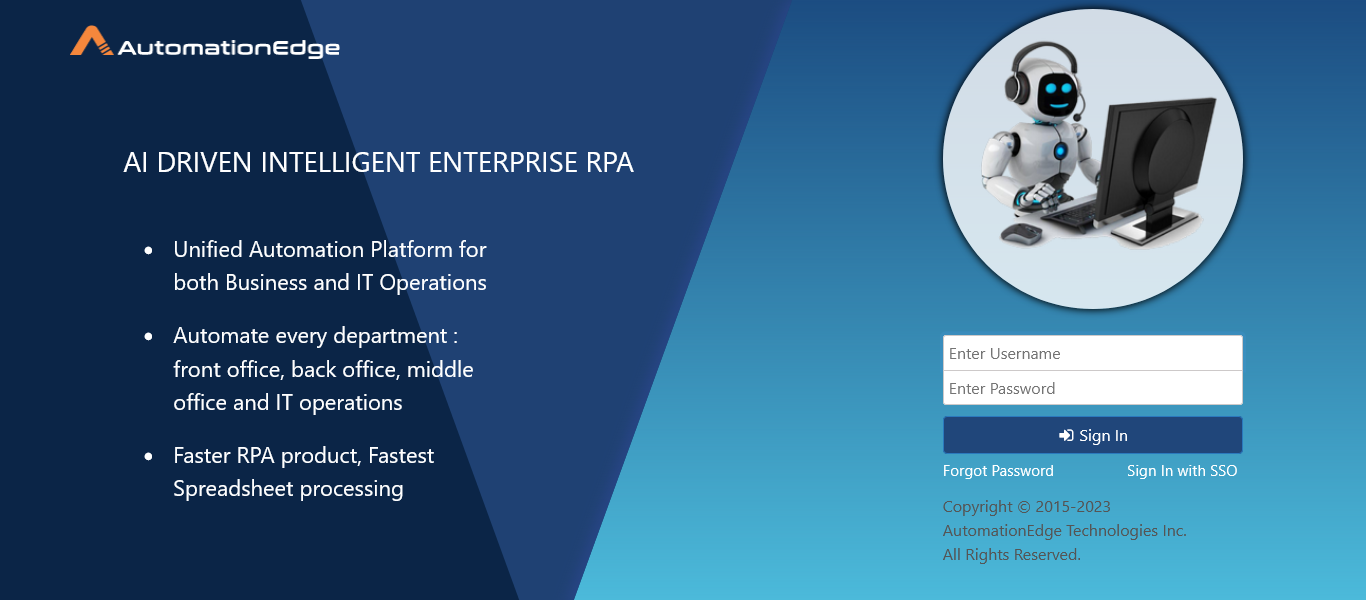 AutomationEdge
AI DRIVEN INTELLIGENT ENTERPRISE RPA
• Unified Automation Platform for
both Business and IT Operations
• Automate every department :
front office, back office, middle
office and IT operations
• Faster RPA product, Fastest
Spreadsheet processing
Enter Username
Enter Password
Sign In
Forgot Password Sign In with SSO
Copyright © 2015-2023
AutomationEdge Technologies Inc.
All Rights Reserved.